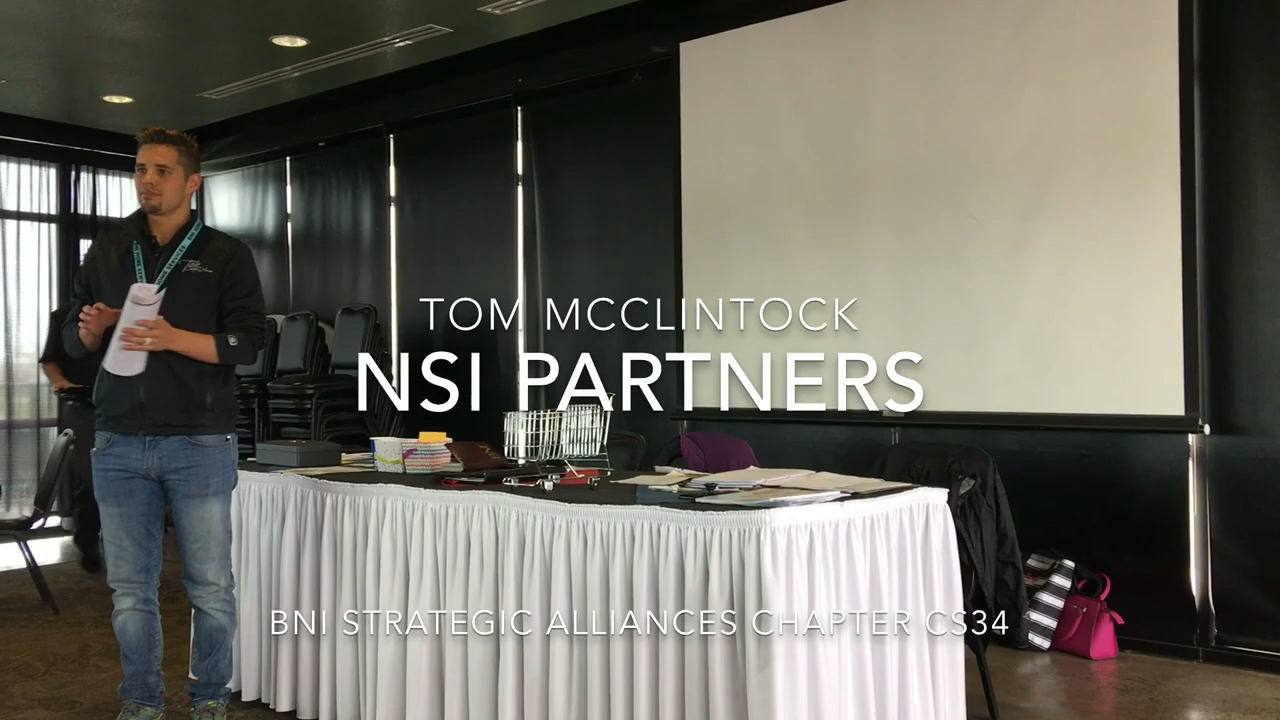 TOM MCCLINTOCK
NSI PARTNERS
BNI STRATEGIC ALLIANCES CHAPTER CS34